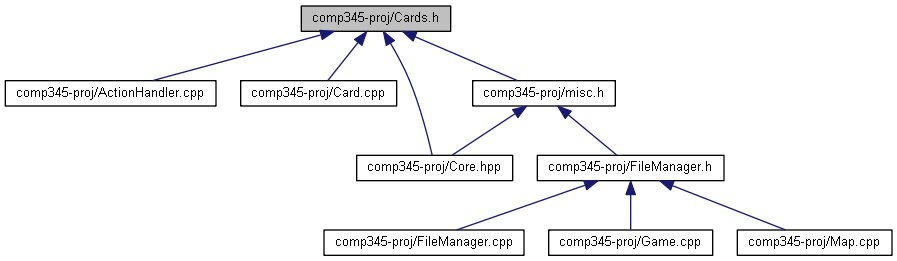 comp345-proj/Cards.h
comp345-proj/ActionHandler.cpp
comp345-proj/Card.cpp
comp345-proj/misc.h
comp345-proj/Core.hpp
comp345-proj/FileManager.h
comp345-proj/FileManager.cpp
comp345-proj/Game.cpp
comp345-proj/Map.cpp